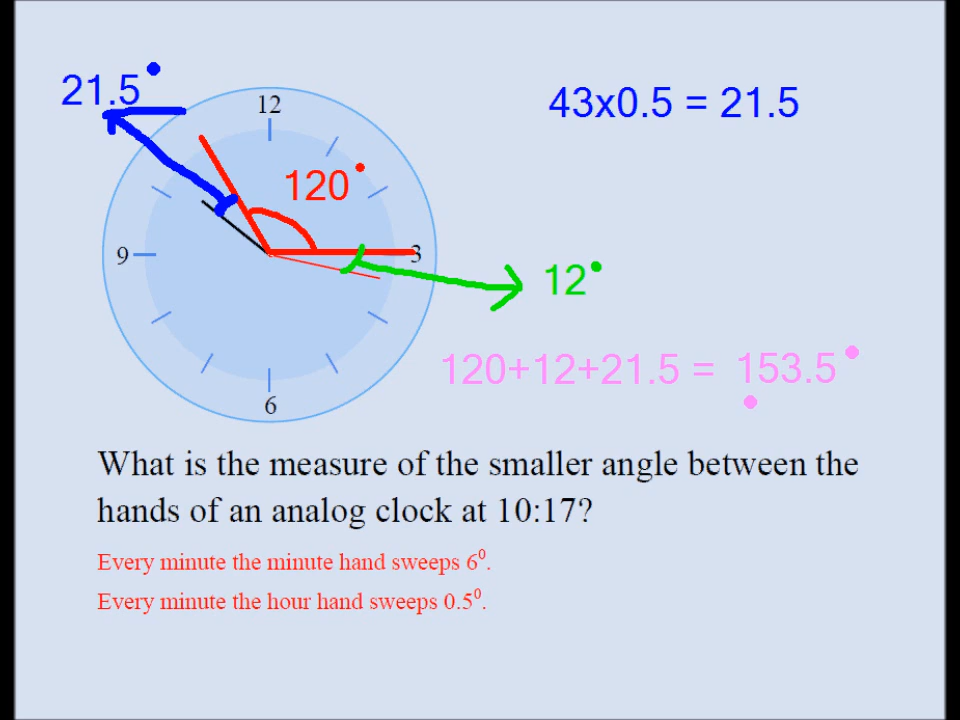 21.5°
43x0.5 = 21.5
12
120°
9
3
12°
120+12+21.5 = 153.5°
6
What is the measure of the smaller angle between the
hands of an analog clock at 10:17?
Every minute the minute hand sweeps 6⁰.
Every minute the hour hand sweeps 0.5⁰.